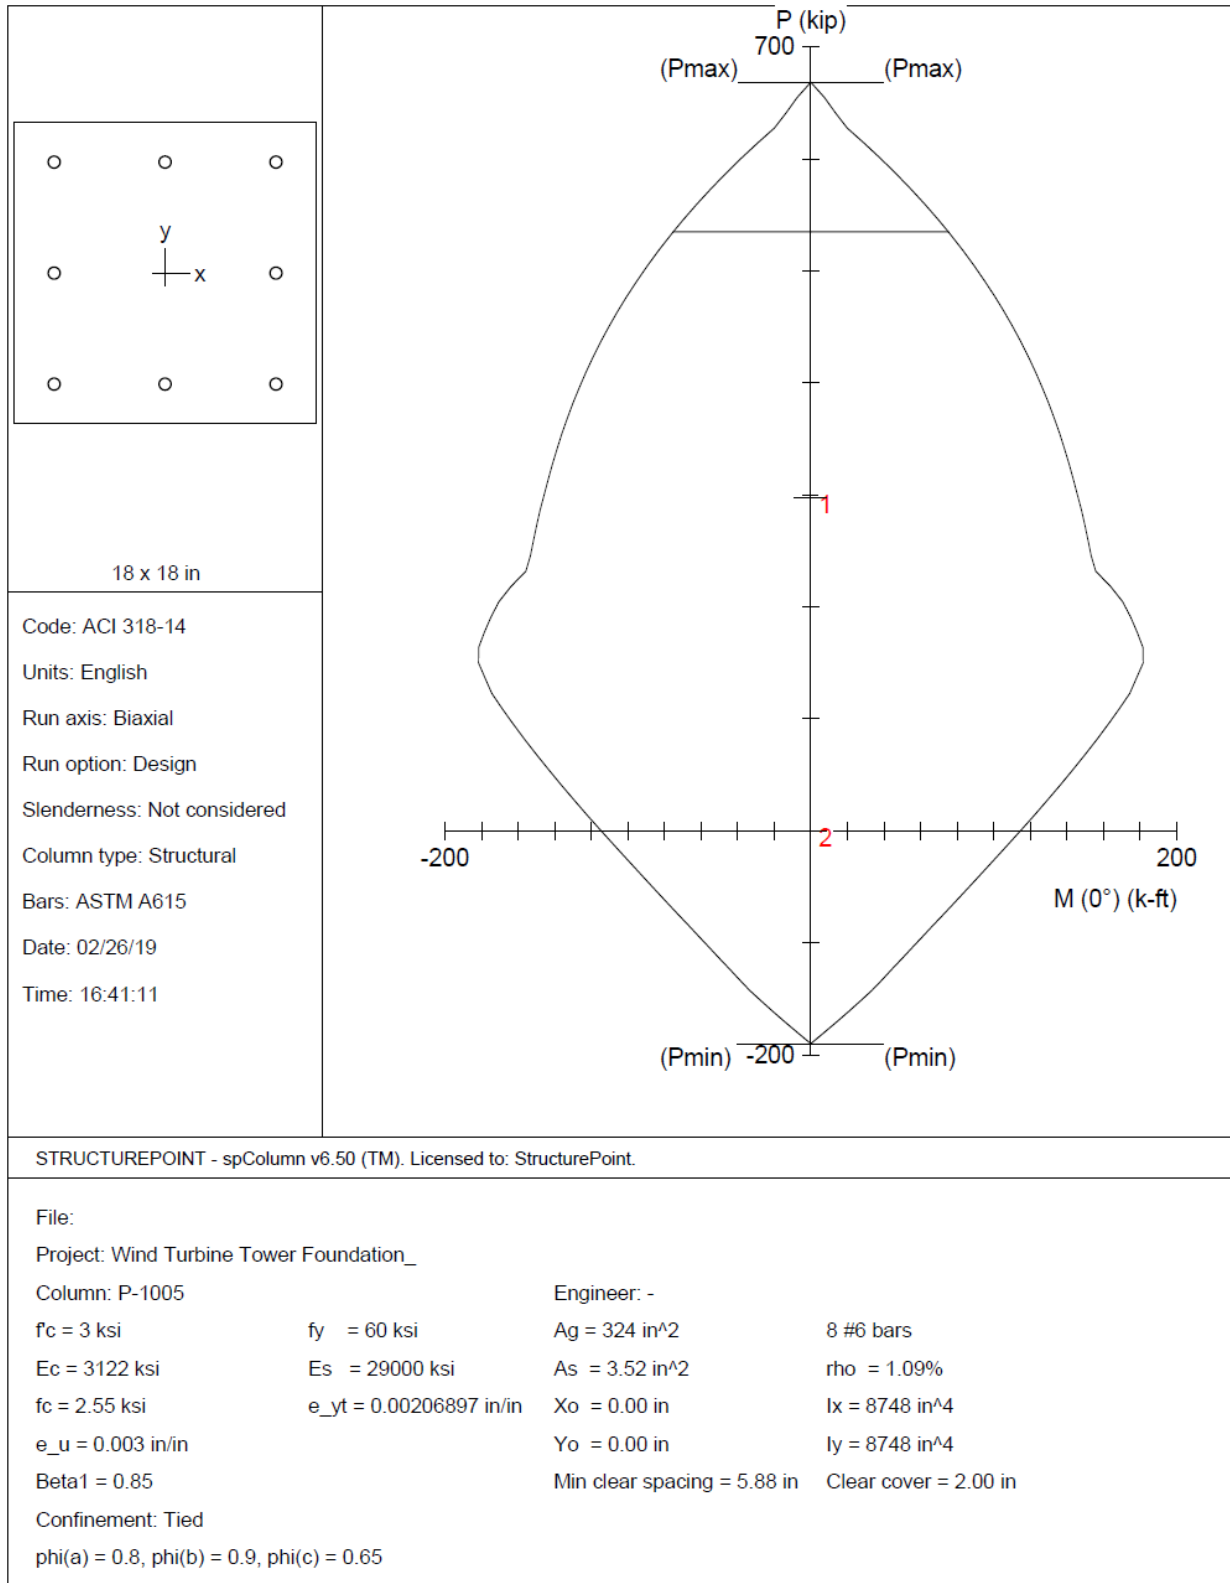 P (kip)
700
(Pmax)
(Pmax)
y
x
1
18 x 18 in
Code: ACI 318-14
Units: English
Run axis: Biaxial
Run option: Design
Slenderness: Not considered
Column type: Structural
Bars: ASTM A615
Date: 02/26/19
Time: 16:41:11
2
-200
200
M (0°) (k-ft)
(Pmin)
-200
(Pmin)
STRUCTUREPOINT - spColumn v6.50 (TM). Licensed to: StructurePoint.
File:
Project: Wind Turbine Tower Foundation_
Column: P-1005 Engineer: -
f'c = 3 ksi fy = 60 ksi Ag = 324 in^2 8 #6 bars
Ec = 3122 ksi Es = 29000 ksi As = 3.52 in^2 rho = 1.09%
fc = 2.55 ksi e_yt = 0.00206897 in/in Xo = 0.00 in Ix = 8748 in^4
e_u = 0.003 in/in Yo = 0.00 in Iy = 8748 in^4
Beta1 = 0.85 Min clear spacing = 5.88 in Clear cover = 2.00 in
Confinement: Tied
phi(a) = 0.8, phi(b) = 0.9, phi(c) = 0.65